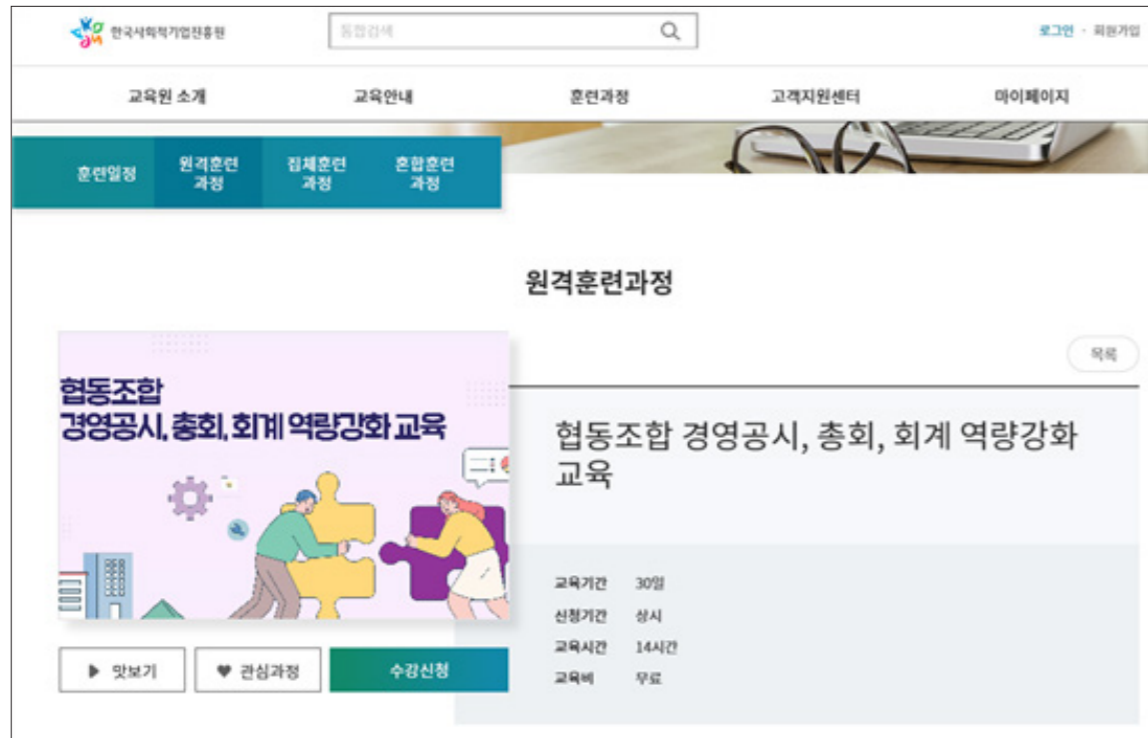 한국사회적기업진흥원
통합검색
로그인 · 회원가입
교육원 소개 교육안내 훈련과정 고객지원센터 마이페이지
훈련일정 원격훈련 과정 집체훈련 과정 혼합훈련 과정
원격훈련과정
목록
협동조합
경영공시, 총회, 회계 역량강화 교육
협동조합 경영공시, 총회, 회계 역량강화
교육
교육기간 30일
신청기간 상시
교육시간 14시간
교육비 무료
▶ 맛보기 ♥ 관심과정 수강신청